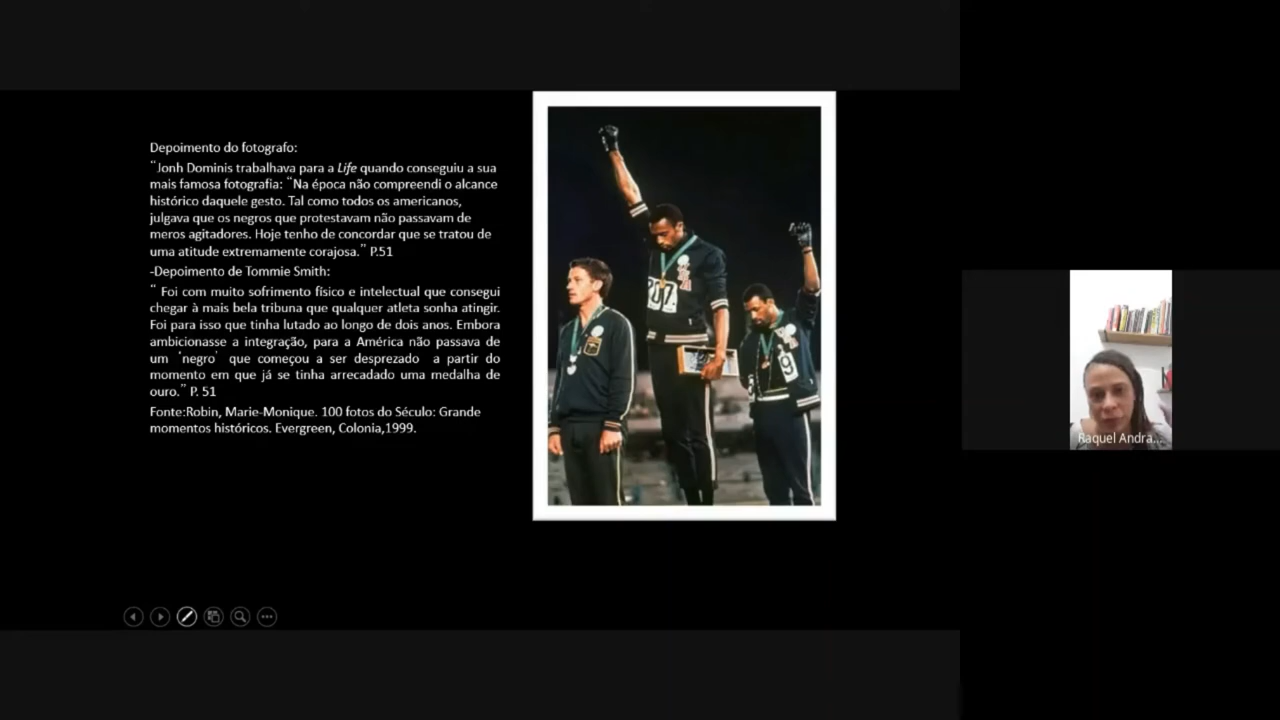 Depoimento do fotografo:
“Jonh Dominis trabalhava para a Life quando conseguiu a sua
mais famosa fotografia: “Na época não compreendi o alcance
histórico daquele gesto. Tal como todos os americanos,
julgava que os negros que protestavam não passavam de
meros agitadores. Hoje tenho de concordar que se tratou de
uma atitude extremamente corajosa.” P.51
-Depoimento de Tommie Smith:
“ Foi com muito sofrimento físico e intelectual que consegui
chegar à mais bela tribuna que qualquer atleta sonha atingir.
Foi para isso que tinha lutado ao longo de dois anos. Embora
ambicionasse a integração, para a América não passava de
um ‘negro’ que começou a ser desprezado a partir do
momento em que já se tinha arrecadado uma medalha de
ouro.” P. 51
Fonte:Robin, Marie-Monique. 100 fotos do Século: Grande
momentos históricos. Evergreen, Colonia,1999.
207
Raquel Andra...